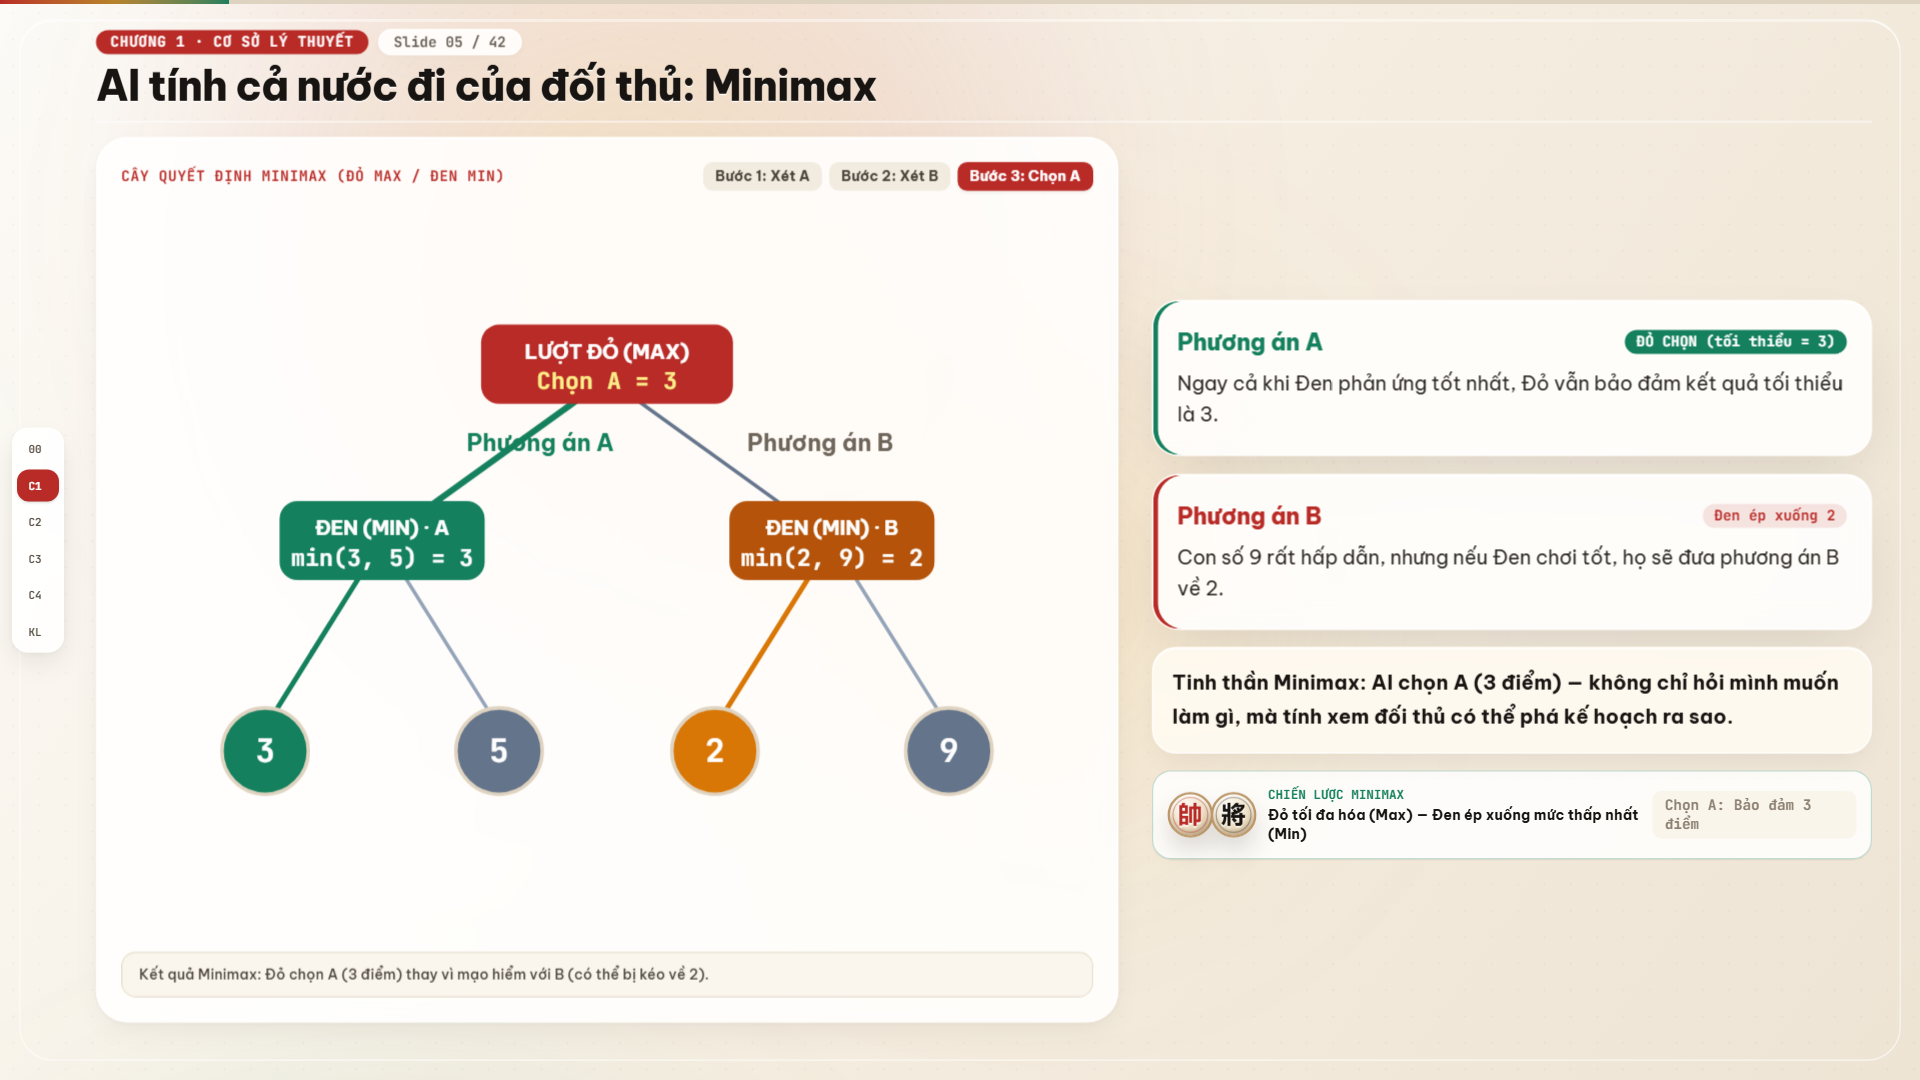 CHƯƠNG 1 · CƠ SỞ LÝ THUYẾT
Slide 05 / 42
AI tính cả nước đi của đối thủ: Minimax
CÂY QUYẾT ĐỊNH MINIMAX (ĐỎ MAX / ĐEN MIN)
Bước 1: Xét A
Bước 2: Xét B
Bước 3: Chọn A
LƯỢT ĐỎ (MAX)
Chọn A = 3
Phương án A
Phương án B
ĐEN (MIN) · A
min(3, 5) = 3
ĐEN (MIN) · B
min(2, 9) = 2
3
5
2
9
Kết quả Minimax: Đỏ chọn A (3 điểm) thay vì mạo hiểm với B (có thể bị kéo về 2).
00
C1
C2
C3
C4
KL
Phương án A
ĐỎ CHỌN (tối thiểu = 3)
Ngay cả khi Đen phản ứng tốt nhất, Đỏ vẫn bảo đảm kết quả tối thiểu
là 3.
Phương án B
Đen ép xuống 2
Con số 9 rất hấp dẫn, nhưng nếu Đen chơi tốt, họ sẽ đưa phương án B
về 2.
Tinh thần Minimax: AI chọn A (3 điểm) — không chỉ hỏi mình muốn
làm gì, mà tính xem đối thủ có thể phá kế hoạch ra sao.
帥
將
CHIẾN LƯỢC MINIMAX
Đỏ tối đa hóa (Max) — Đen ép xuống mức thấp nhất
(Min)
Chọn A: Bảo đảm 3
điểm